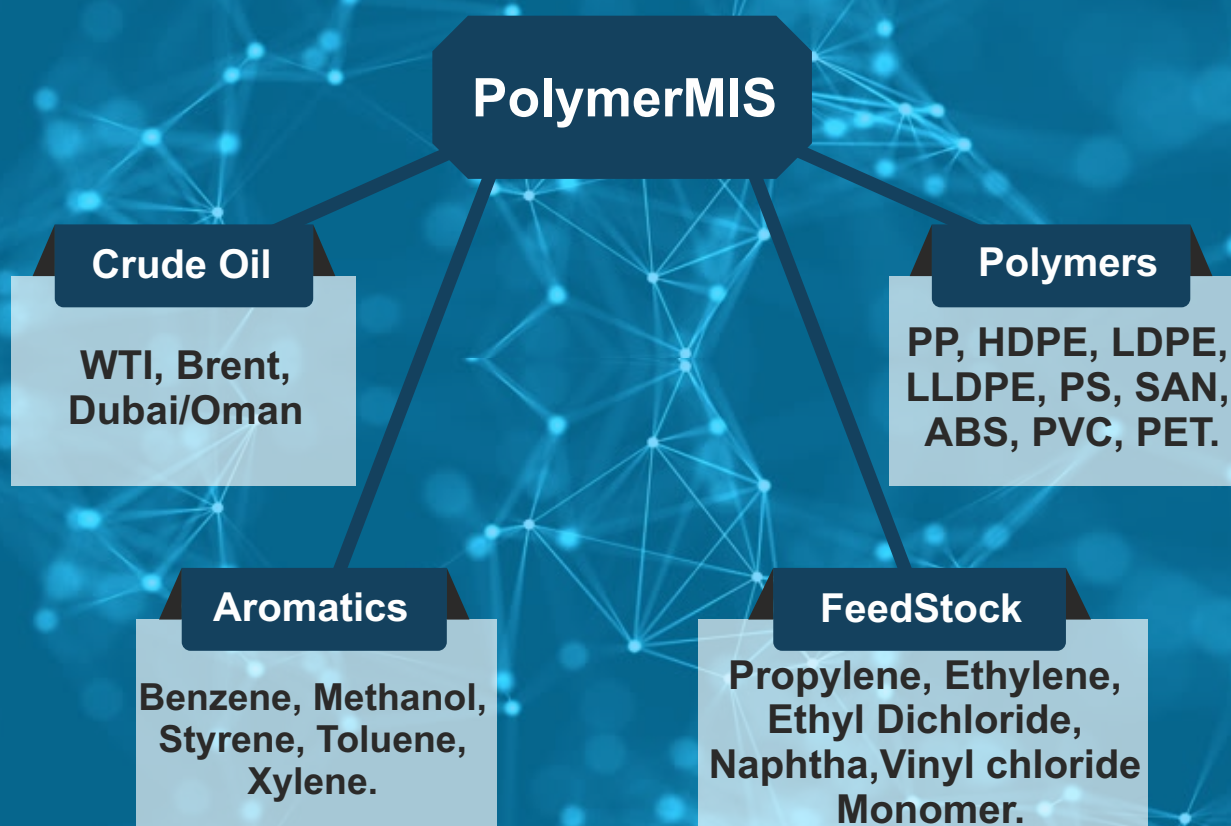 PolymerMIS
Crude Oil
WTI, Brent,
Dubai/Oman
Polymers
PP, HDPE, LDPE,
LLDPE, PS, SAN,
ABS, PVC, PET.
Aromatics
Benzene, Methanol,
Styrene, Toluene,
Xylene.
FeedStock
Propylene, Ethylene,
Ethyl Dichloride,
Naphtha,Vinyl chloride
Monomer.